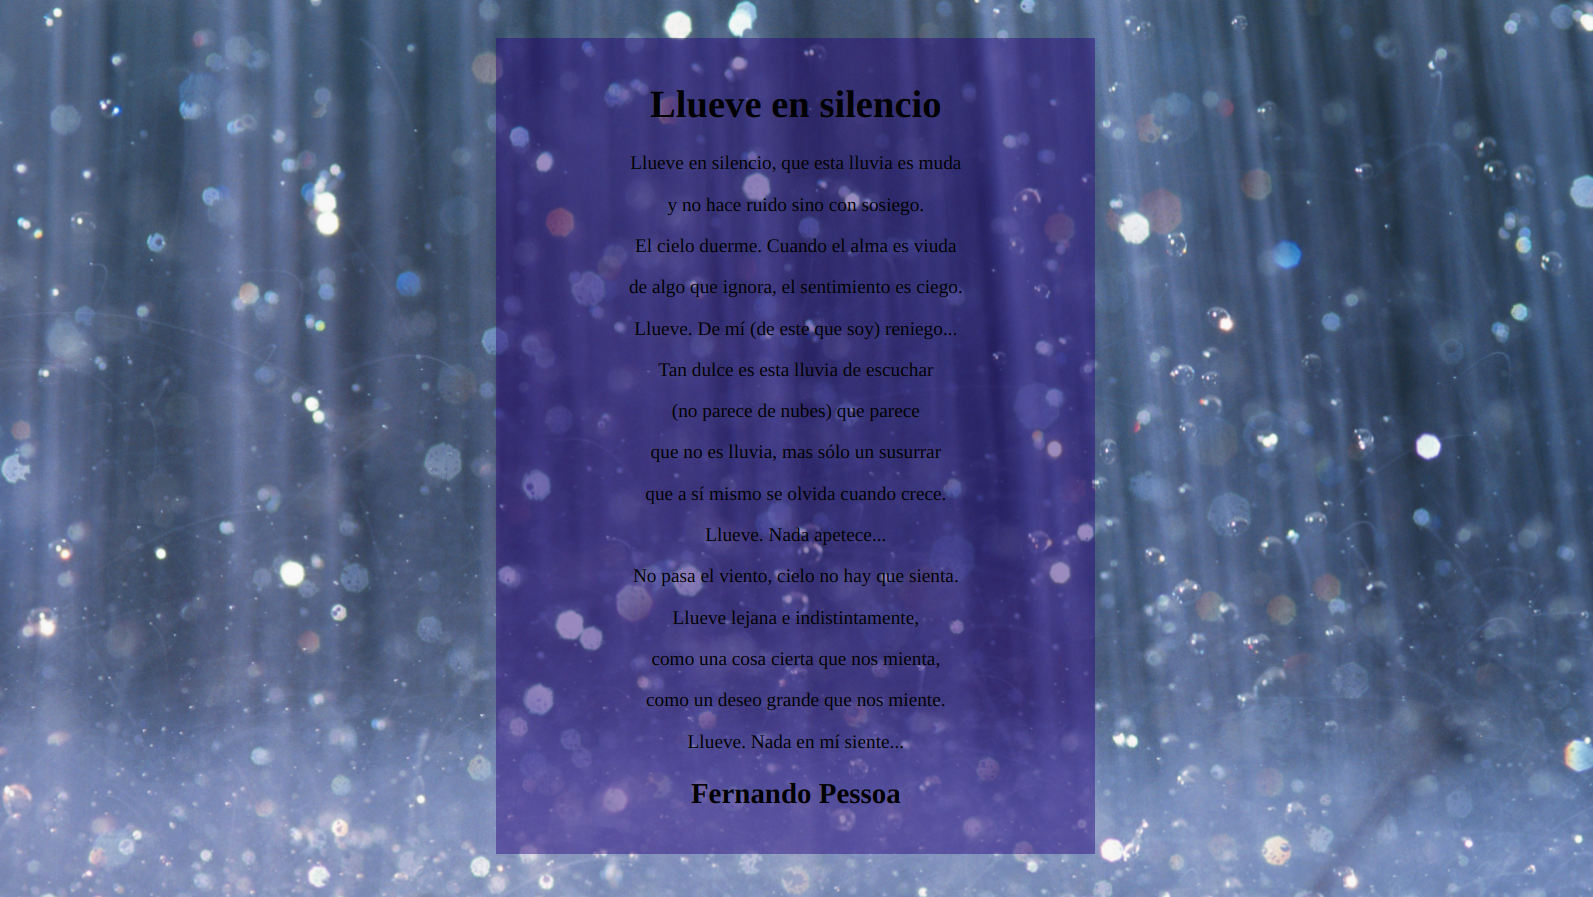 Llueve en silencio
Llueve en silencio, que esta lluvia es muda
y no hace ruido sino con sosiego.
El cielo duerme. Cuando el alma es viuda
de algo que ignora, el sentimiento es ciego.
Llueve. De mí (de este que soy) reniego...
Tan dulce es esta lluvia de escuchar
(no parece de nubes) que parece
que no es lluvia, mas sólo un susurrar
que a sí mismo se olvida cuando crece.
Llueve. Nada apetece...
No pasa el viento, cielo no hay que sienta.
Llueve lejana e indistintamente,
como una cosa cierta que nos mienta,
como un deseo grande que nos miente.
Llueve. Nada en mí siente...
Fernando Pessoa